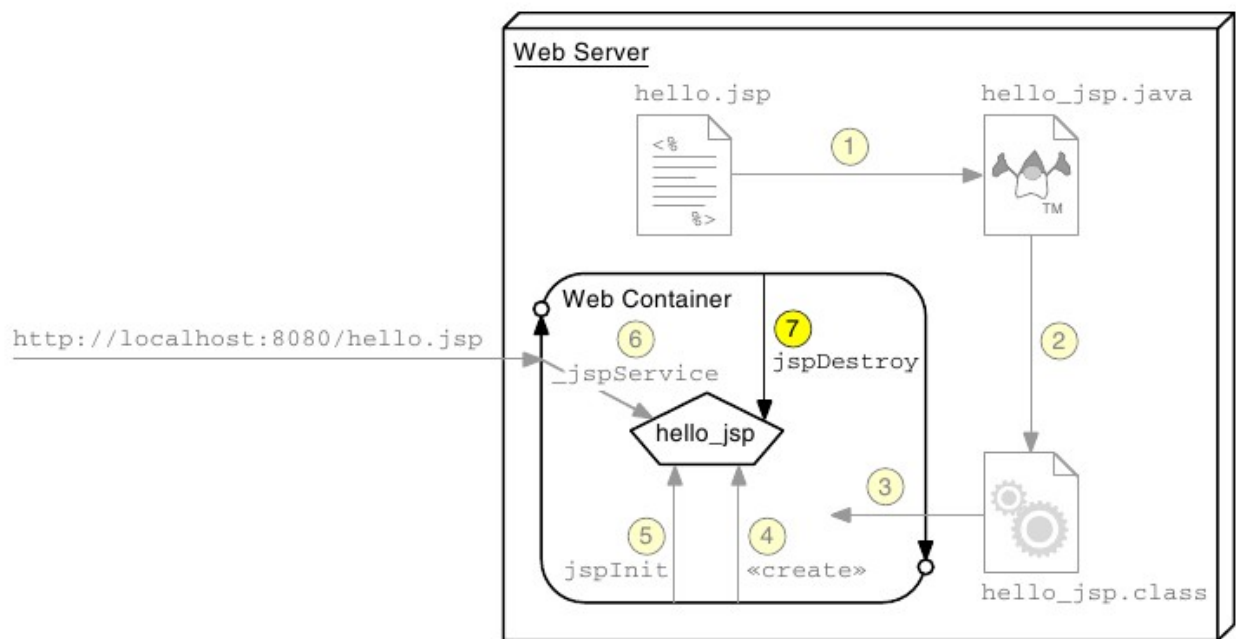 Web Server
hello.jsp
hello_jsp.java
<%
%>
1
TM
Web Container
http://localhost:8080/hello.jsp
6
7
2
_jspService
jspDestroy
hello_jsp
3
5
4
jspInit
«create»
hello_jsp.class